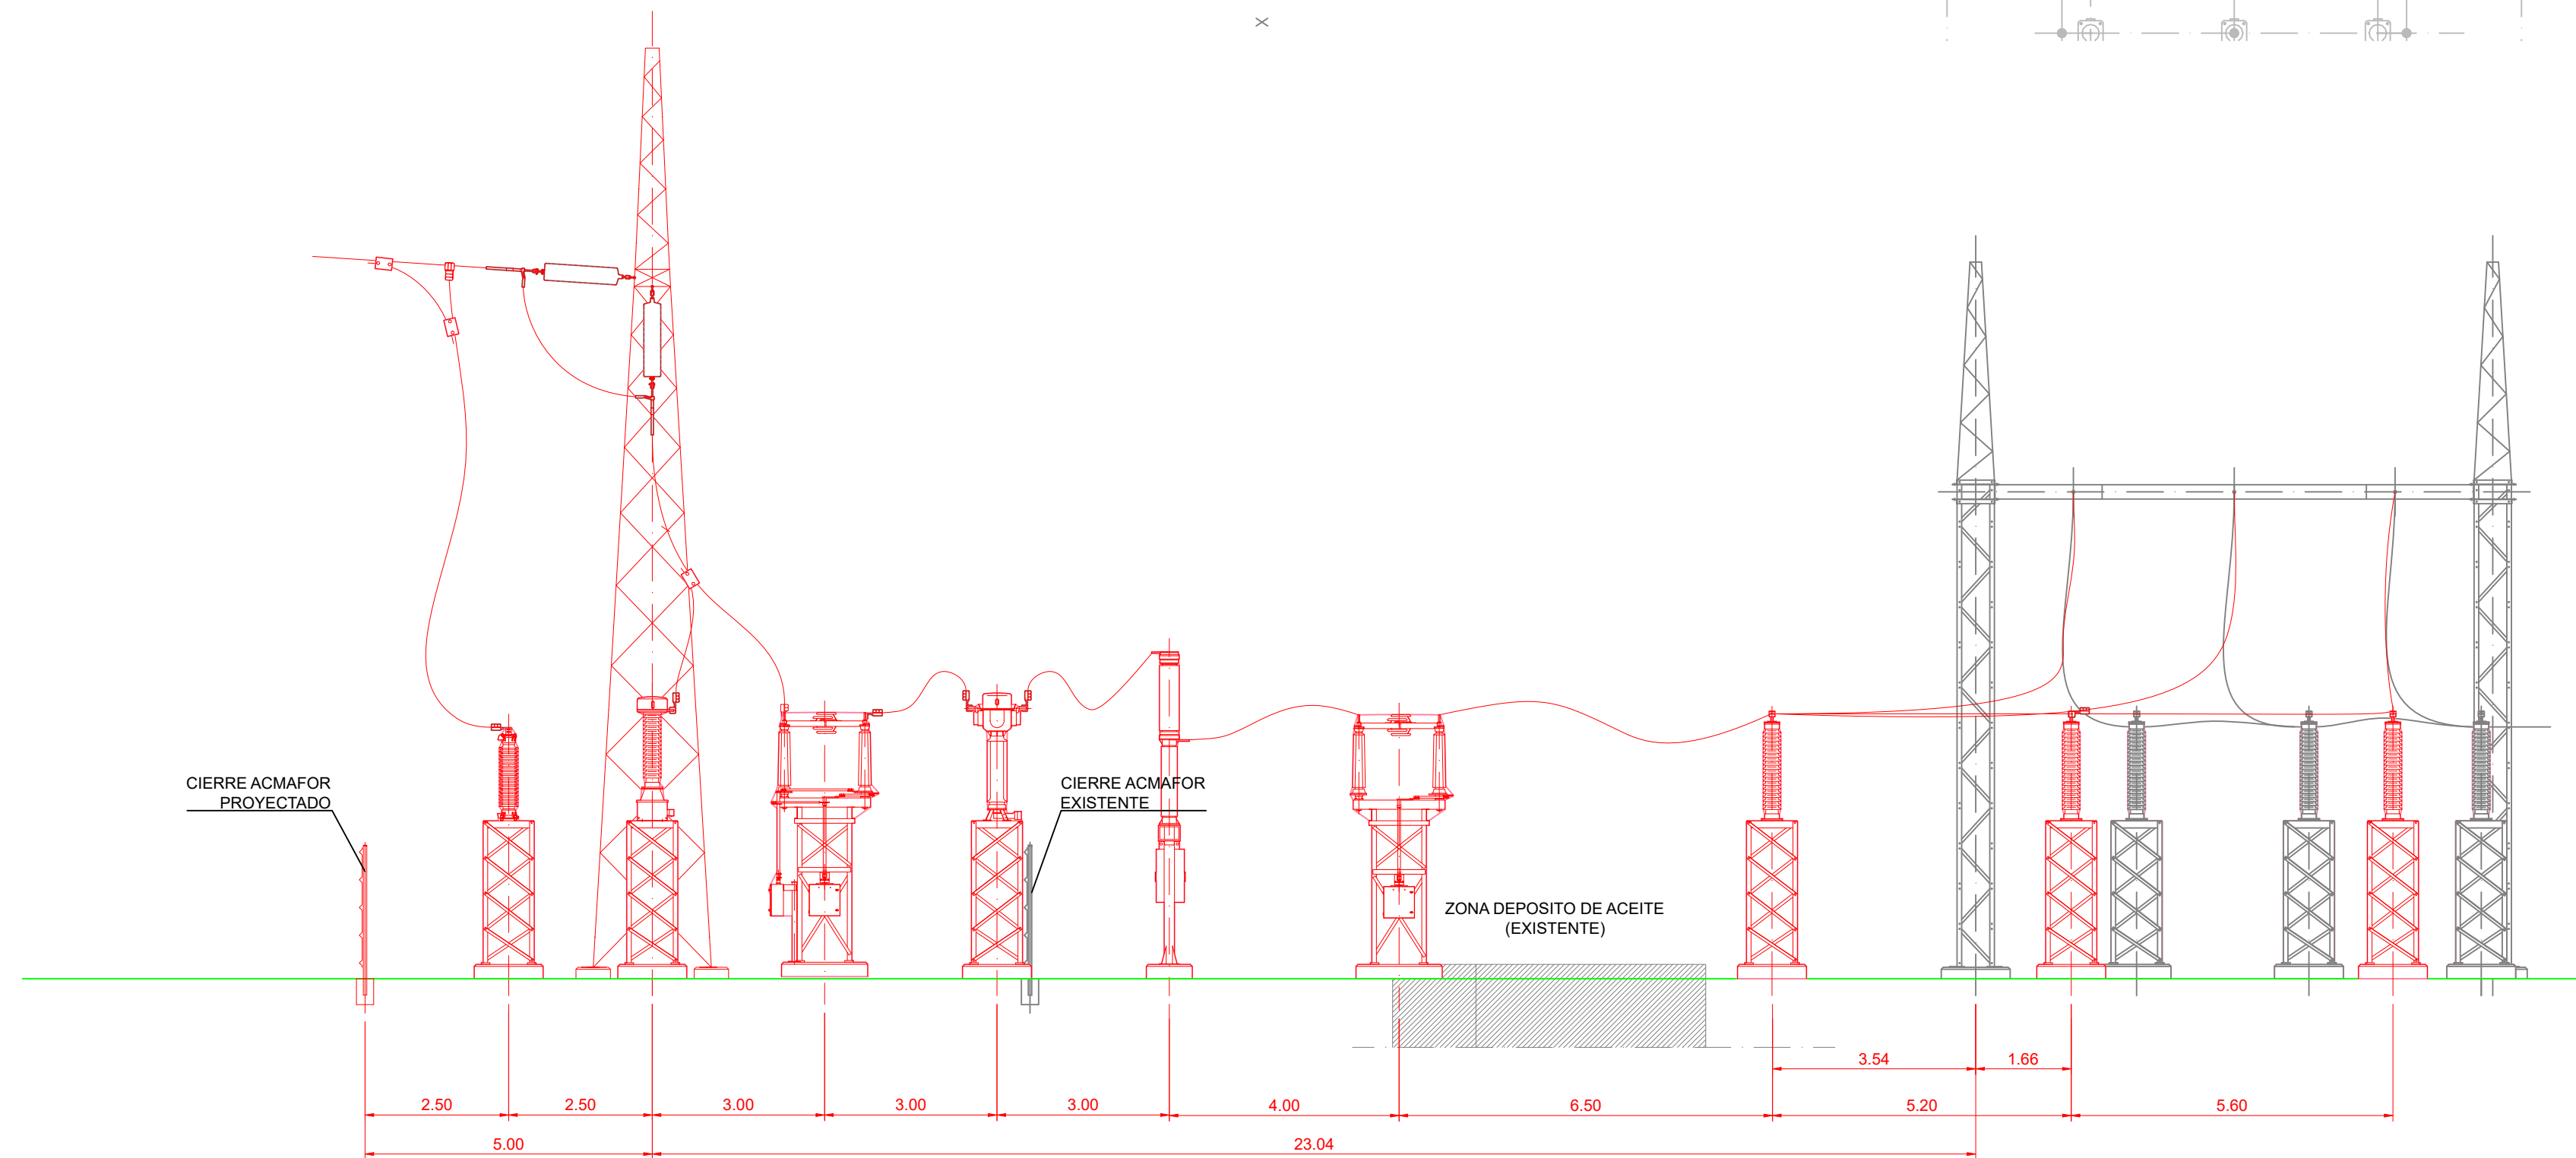 CIERRE ACMAFOR
PROYECTADO
CIERRE ACMAFOR
EXISTENTE
ZONA DEPOSITO DE ACEITE
(EXISTENTE)
3.54
1.66
2.50
2.50
3.00
3.00
3.00
4.00
6.50
5.20
5.60
5.00
23.04